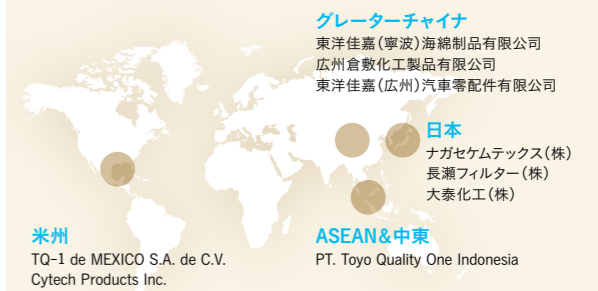 グレーターチャイナ
東洋佳嘉(寧波)海綿制品有限公司
広州倉敷化工製品有限公司
東洋佳嘉(広州)汽車零配件有限公司
日本
ナガセケムテックス(株)
長瀬フィルター(株)
大泰化工(株)
米州
TQ-1 de MEXICO S.A. de C.V.
Cytech Products Inc.
ASEAN&中東
PT. Toyo Quality One Indonesia